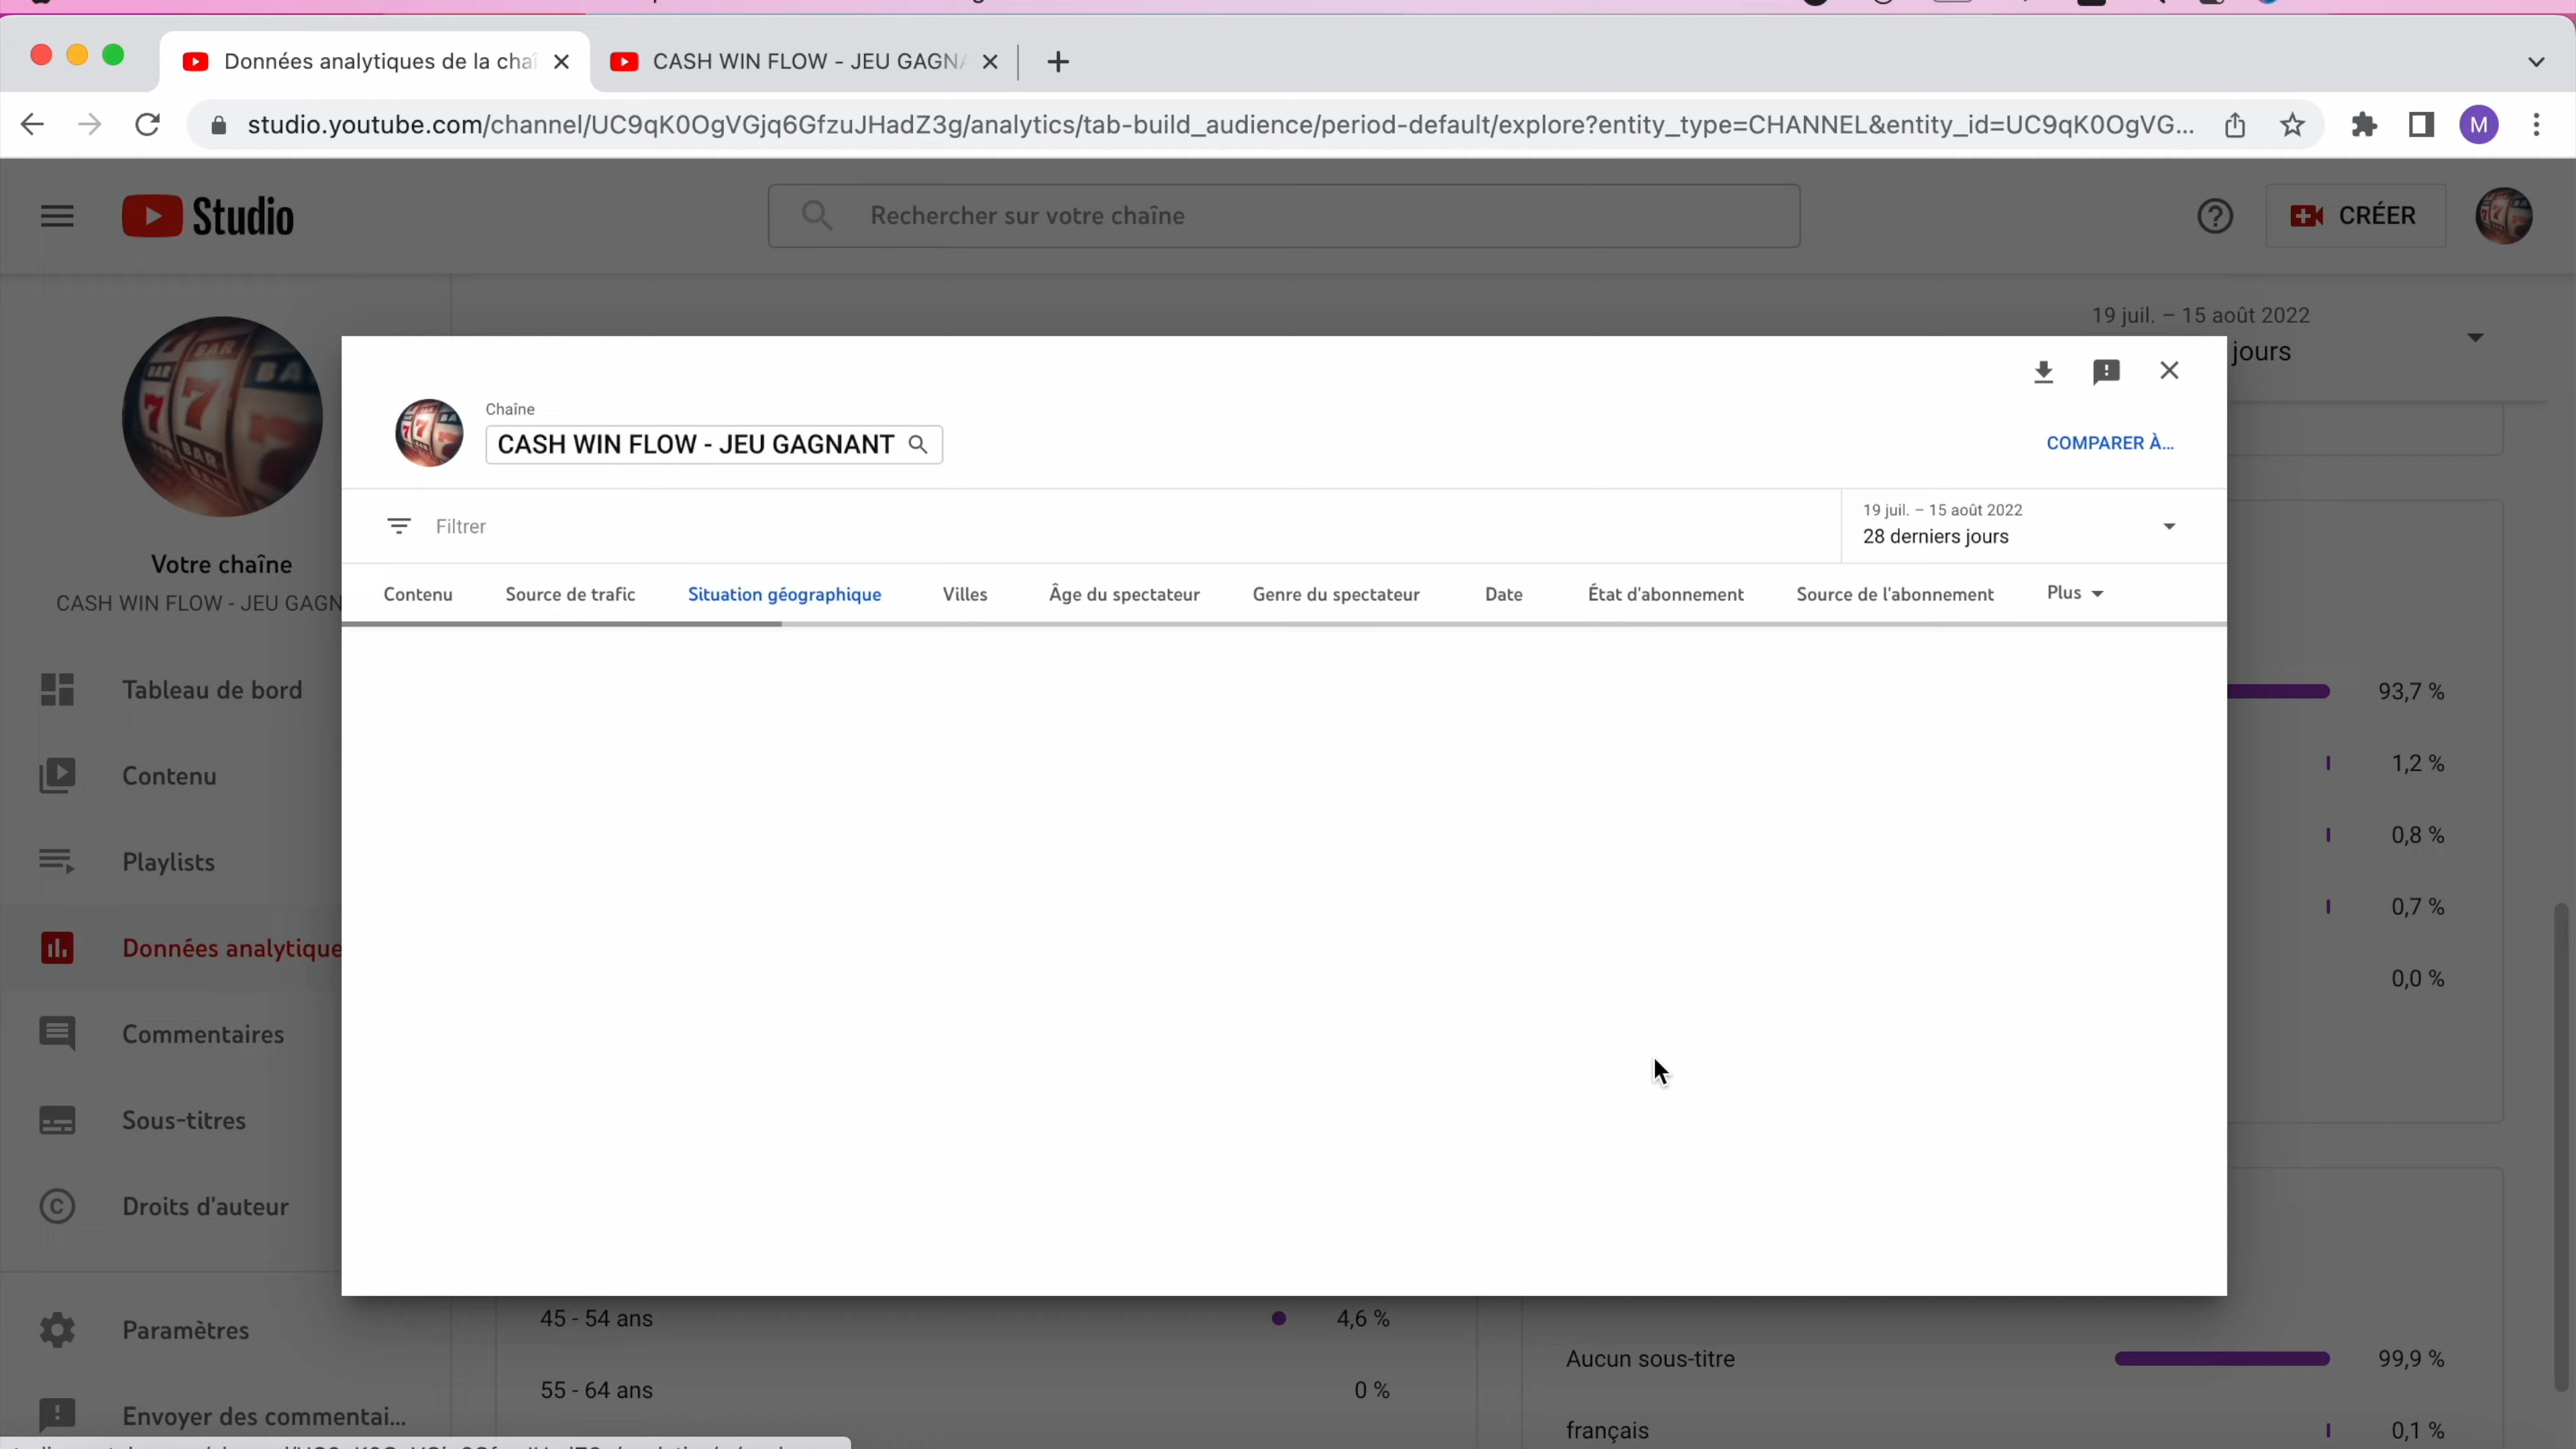 Données analytiques de la chaî
CASH WIN FLOW - JEU GAGNA
studio.youtube.com/channel/UC9qK0OgVGjq6GfzuJHadZ3g/analytics/tab-build_audience/period-default/explore?entity_type=CHANNEL&entity_id=UC9qK0OgVG...
M
Studio
Rechercher sur votre chaîne
CRÉER
19 juil. – 15 août 2022
jours
Chaîne
CASH WIN FLOW - JEU GAGNANT
COMPARER À...
Filtrer
19 juil. – 15 août 2022
28 derniers jours
Contenu
Source de trafic
Situation géographique
Villes
Âge du spectateur
Genre du spectateur
Date
État d'abonnement
Source de l'abonnement
Plus
Votre chaîne
CASH WIN FLOW - JEU GAGN
Tableau de bord
Contenu
Playlists
Données analytique
Commentaires
Sous-titres
Droits d'auteur
Paramètres
Envoyer des commentai...
93,7 %
1,2 %
0,8 %
0,7 %
0,0 %
45 - 54 ans
4,6 %
55 - 64 ans
0 %
Aucun sous-titre
99,9 %
français
0,1 %